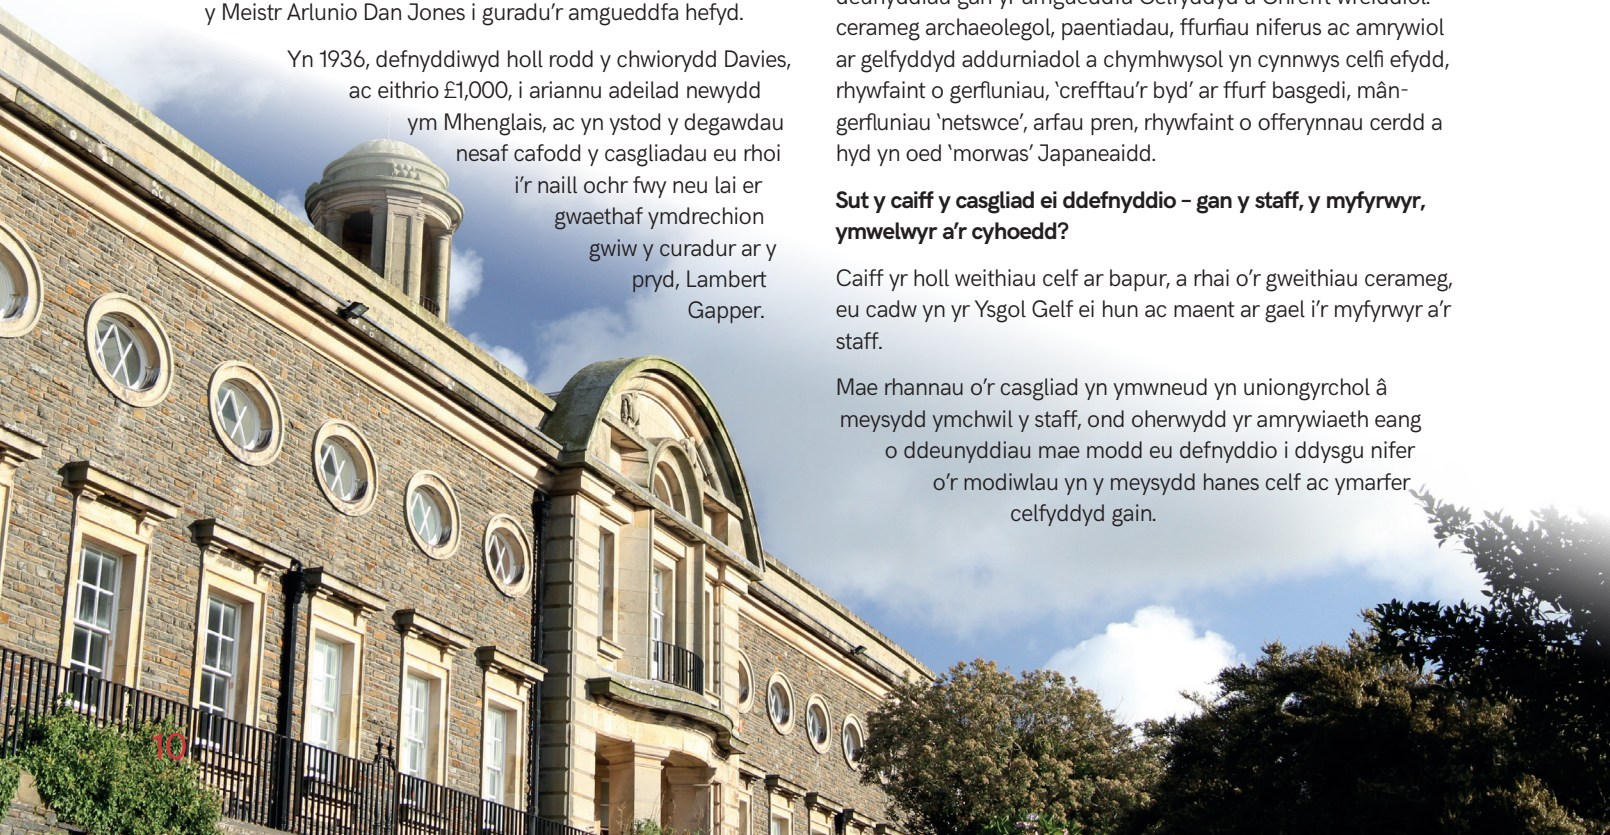 y Meistr Arlunio Dan Jones i guradu’r amgueddfa hefyd.
Yn 1936, defnyddiwyd holl rodd y chwiorydd Davies,
ac eithrio £1,000, i ariannu adeilad newydd
ym Mhenglais, ac yn ystod y degawdau
nesaf cafodd y casgliadau eu rhoi
i’r naill ochr fwy neu lai er
gwaethaf ymdrechion
gwiw y curadur ar y
pryd, Lambert
Gapper.
deunyddiau gan yr amgueddfa Gelfyddyd a Chrefft wreiddiol:
cerameg archaeolegol, paentiadau, ffurfiau niferus ac amrywiol
ar gelfyddyd addurniadol a chymhwysol yn cynnwys celfi efydd,
rhywfaint o gerfluniau, ‘crefftau’r byd’ ar ffurf basgedi, mân-
gerfluniau ‘netswce’, arfau pren, rhywfaint o offerynnau cerdd a
hyd yn oed ‘morwas’ Japaneaidd.
Sut y caiff y casgliad ei ddefnyddio – gan y staff, y myfyrwyr,
ymwelwyr a’r cyhoedd?
Caiff yr holl weithiau celf ar bapur, a rhai o’r gweithiau cerameg,
eu cadw yn yr Ysgol Gelf ei hun ac maent ar gael i’r myfyrwyr a’r
staff.
Mae rhannau o’r casgliad yn ymwneud yn uniongyrchol â
meysydd ymchwil y staff, ond oherwydd yr amrywiaeth eang
o ddeunyddiau mae modd eu defnyddio i ddysgu nifer
o’r modiwlau yn y meysydd hanes celf ac ymarfer
celfyddyd gain.
10